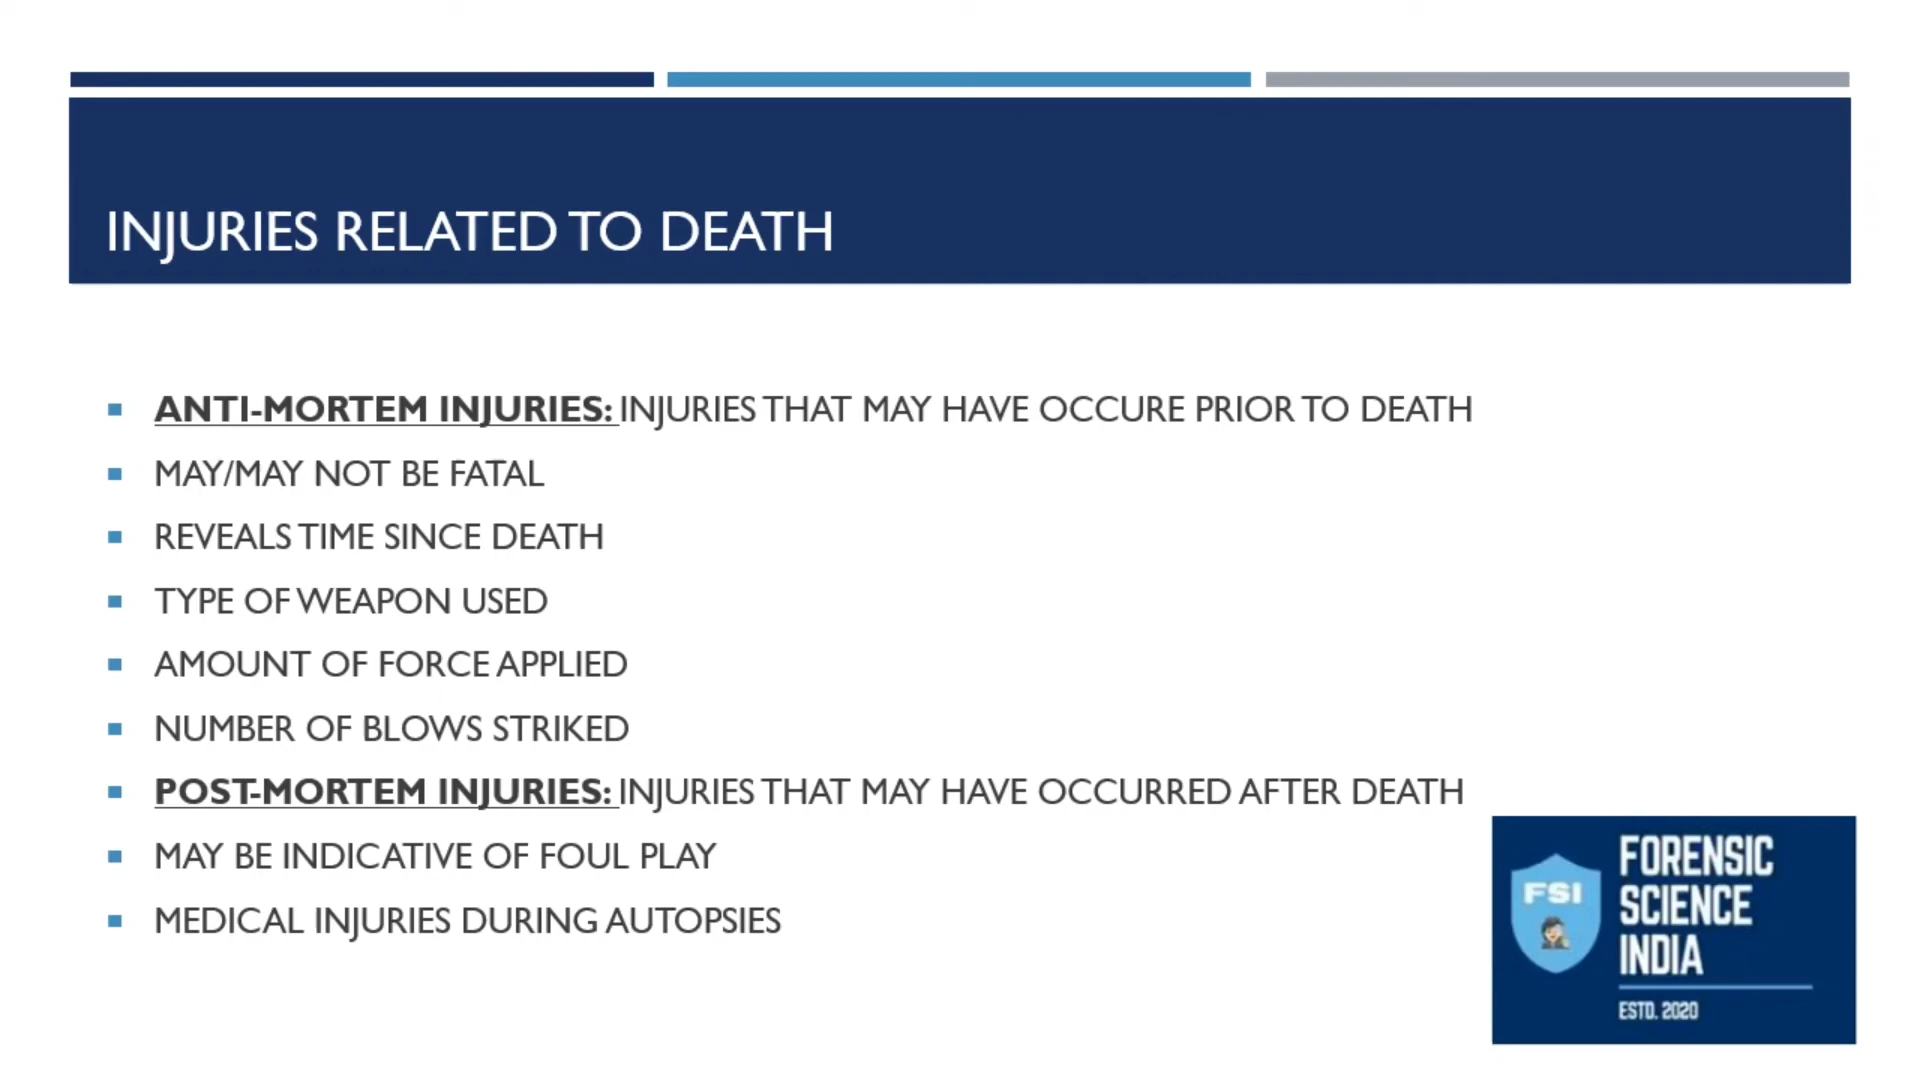 INJURIES RELATED TO DEATH
ANTI-MORTEM INJURIES: INJURIES THAT MAY HAVE OCCURE PRIOR TO DEATH
MAY/MAY NOT BE FATAL
REVEALS TIME SINCE DEATH
TYPE OF WEAPON USED
AMOUNT OF FORCE APPLIED
NUMBER OF BLOWS STRIKED
POST-MORTEM INJURIES: INJURIES THAT MAY HAVE OCCURRED AFTER DEATH
MAY BE INDICATIVE OF FOUL PLAY
MEDICAL INJURIES DURING AUTOPSIES
FSI
FORENSIC
SCIENCE
INDIA
ESTD. 2020